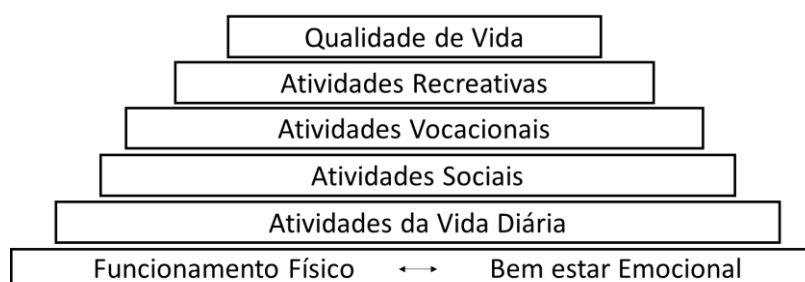 Qualidade de Vida
Atividades Recreativas
Atividades Vocacionais
Atividades Sociais
Atividades da Vida Diária
Funcionamento Físico ↔ Bem estar Emocional